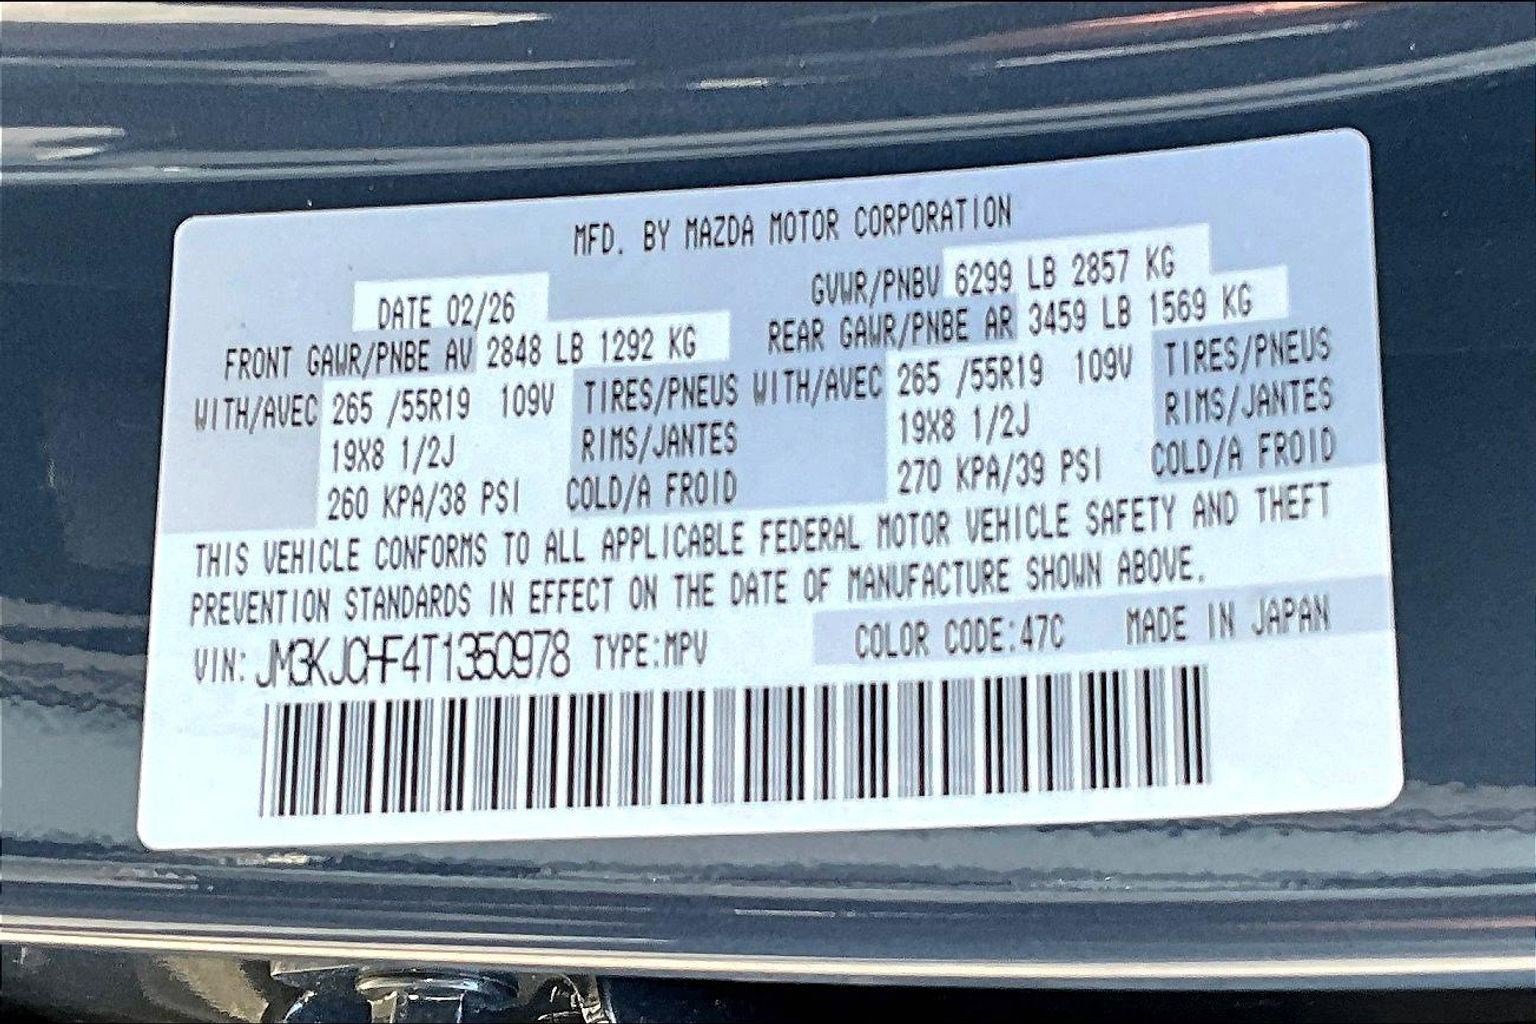 MFD. BY MAZDA MOTOR CORPORATION
DATE 02/26 GVWR/PNBV 6299 LB 2857 KG
FRONT GAWR/PNBE AV 2848 LB 1292 KG REAR GAWR/PNBE AR 3459 LB 1569 KG
WITH/AVEC 265 /55R19 109V TIRES/PNEUS WITH/AVEC 265 /55R19 109V TIRES/PNEUS
19X8 1/2J RIMS/JANTES 19X8 1/2J RIMS/JANTES
260 KPA/38 PSI COLD/A FROID 270 KPA/39 PSI COLD/A FROID
THIS VEHICLE CONFORMS TO ALL APPLICABLE FEDERAL MOTOR VEHICLE SAFETY AND THEFT
PREVENTION STANDARDS IN EFFECT ON THE DATE OF MANUFACTURE SHOWN ABOVE.
VIN: JM3KJCHF4T1350978 TYPE:MPV COLOR CODE:47C MADE IN JAPAN